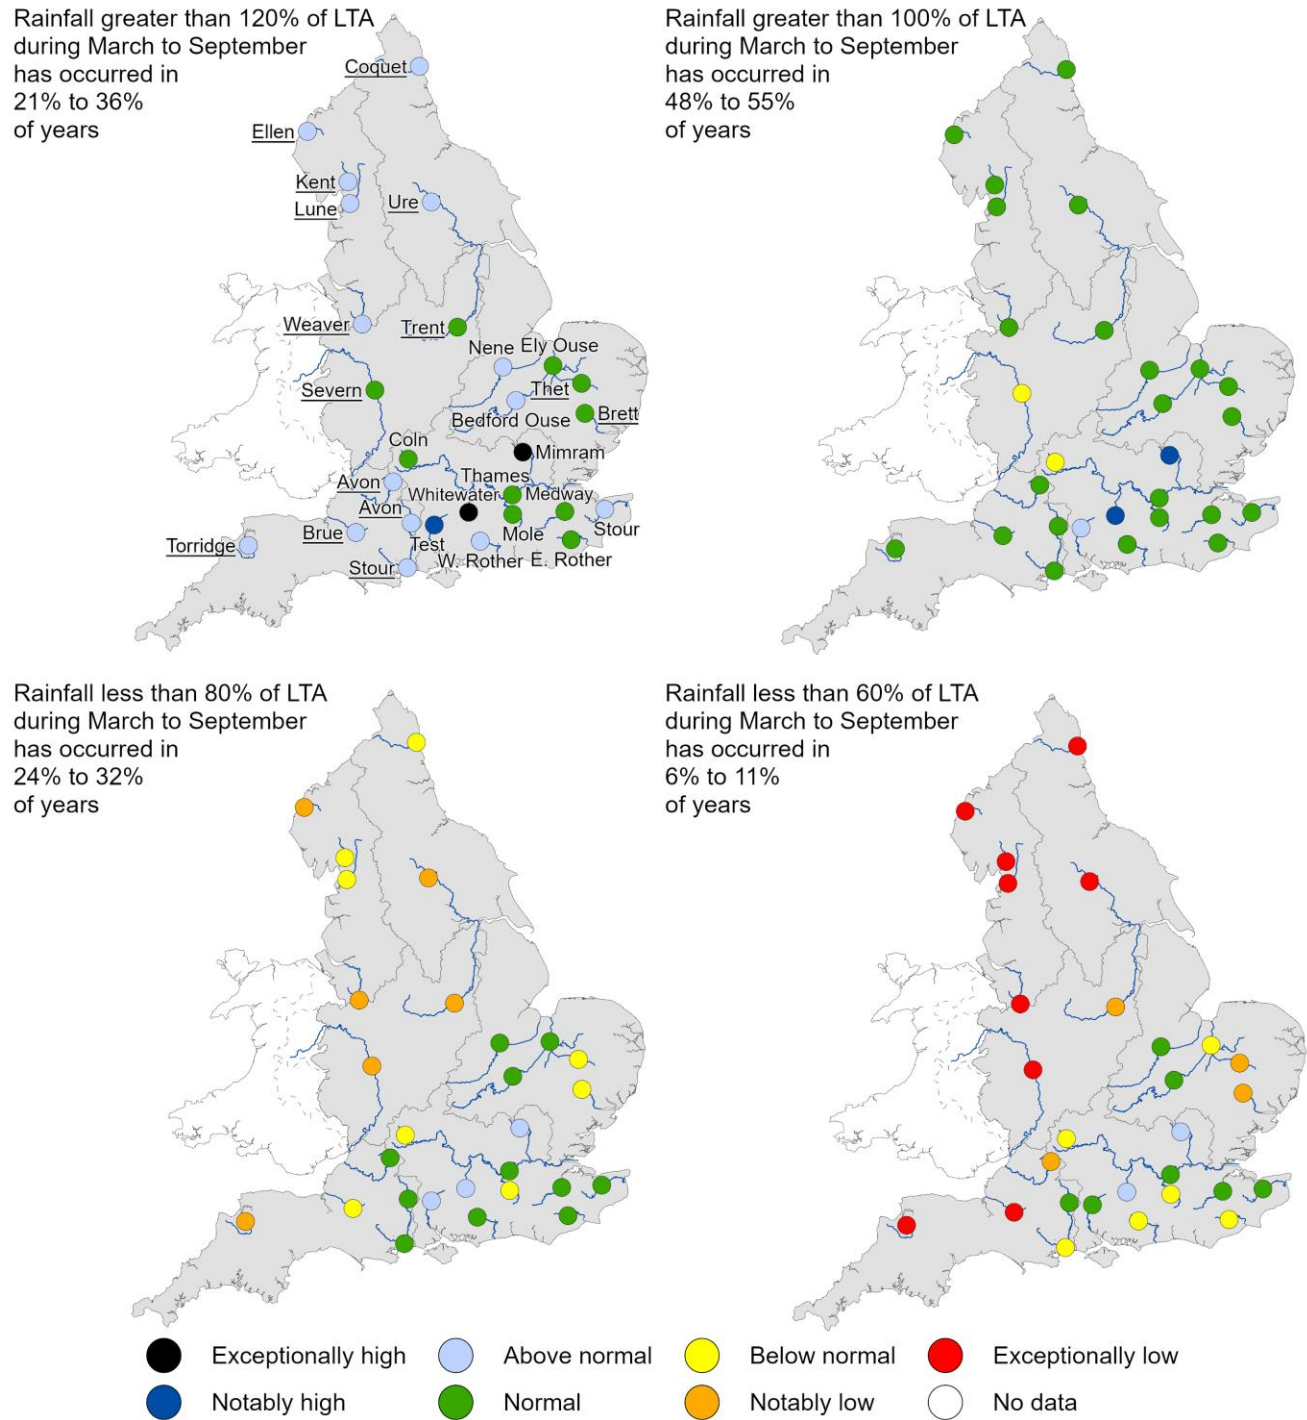 Rainfall greater than 120% of LTA
during March to September
has occurred in
21% to 36%
of years
Coquet
Ellen
Kent
Lune
Ure
Weaver
Trent
Nene
Ely Ouse
Severn
Thet
Bedford Ouse
Brett
Coln
Mimram
Thames
Avon
Whitewater
Medway
Avon
Stour
Torridge
Brue
Test
Mole
W. Rother
E. Rother
Stour
Rainfall greater than 100% of LTA
during March to September
has occurred in
48% to 55%
of years
Rainfall less than 80% of LTA
during March to September
has occurred in
24% to 32%
of years
Rainfall less than 60% of LTA
during March to September
has occurred in
6% to 11%
of years
Exceptionally high
Above normal
Below normal
Exceptionally low
Notably high
Normal
Notably low
No data